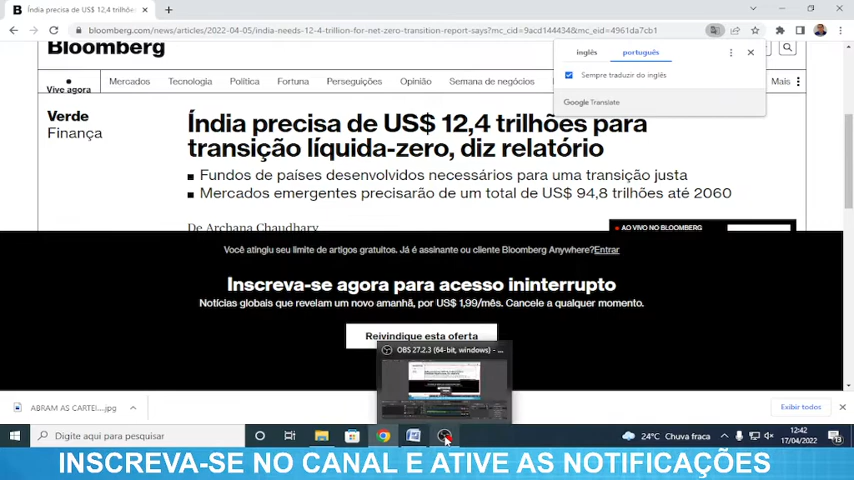 Índia precisa de US$ 12,4 trilhõe
bloomberg.com/news/articles/2022-04-05/india-needs-12-4-trillion-for-net-zero-transition-report-says?mc_cid=9acd144434&mc_eid=4961da7cb1
Bloomberg
inglês português
Sempre traduzir do inglês
Google Translate
Vive agora Mercados Tecnologia Política Fortuna Perseguições Opinião Semana de negócios Mais
Verde
Finança
Índia precisa de US$ 12,4 trilhões para
transição líquida-zero, diz relatório
Fundos de países desenvolvidos necessários para uma transição justa
Mercados emergentes precisarão de um total de US$ 94,8 trilhões até 2060
De Archana Chaudhary
AO VIVO NO BLOOMBERG
Você atingiu seu limite de artigos gratuitos. Já é assinante ou cliente Bloomberg Anywhere?Entrar
Inscreva-se agora para acesso ininterrupto
Notícias globais que revelam um novo amanhã, por US$ 1,99/mês. Cancele a qualquer momento.
Reivindique esta oferta
OBS 27.2.3 (64-bit, windows) - ...
ABRAM AS CARTEI....jpg
Exibir todos
Digite aqui para pesquisar
24°C Chuva fraca
12:42
17/04/2022
INSCREVA-SE NO CANAL E ATIVE AS NOTIFICAÇÕES